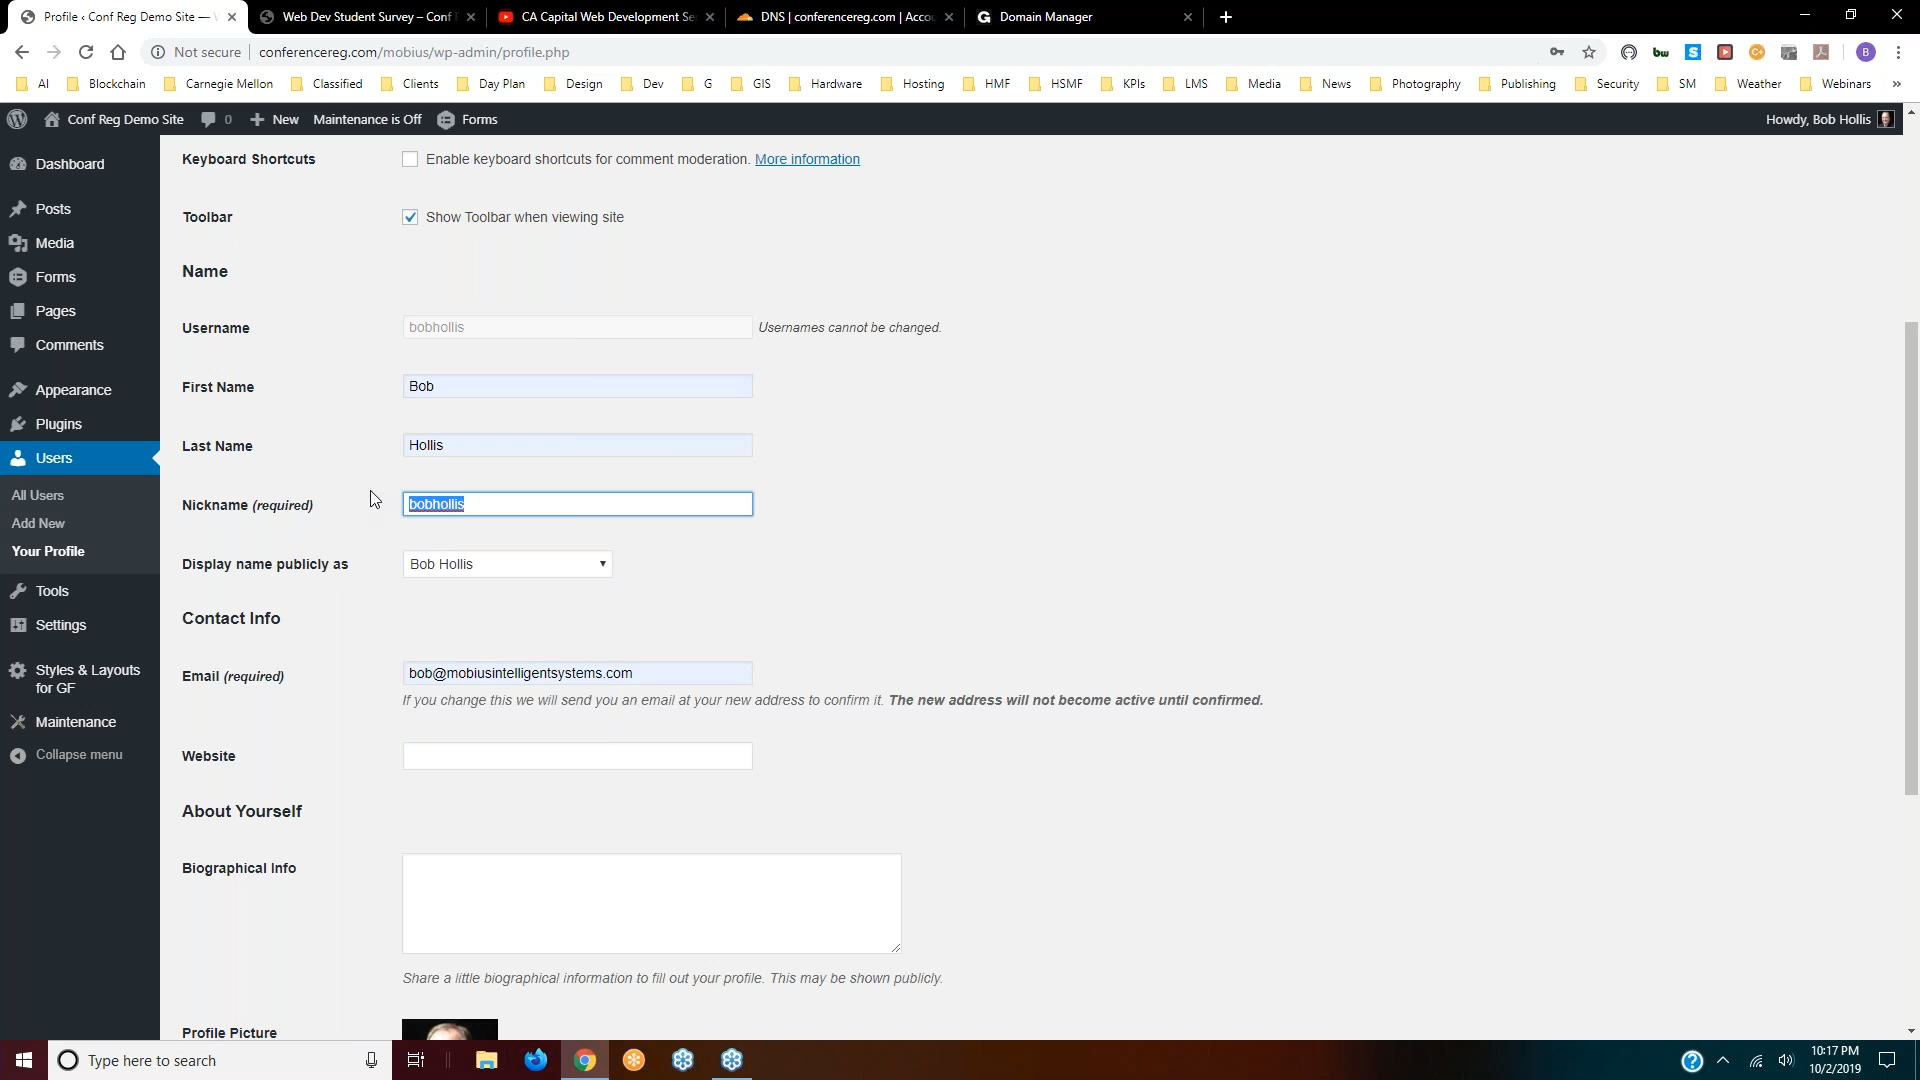 Profile ‹ Conf Reg Demo Site —
Web Dev Student Survey – Conf
CA Capital Web Development Se
DNS | conferencereg.com | Accou
Domain Manager
Not secure
conferencereg.com/mobius/wp-admin/profile.php
B
AI
Blockchain
Carnegie Mellon
Classified
Clients
Day Plan
Design
Dev
G
GIS
Hardware
Hosting
HMF
HSMF
KPIs
LMS
Media
News
Photography
Publishing
Security
SM
Weather
Webinars
»
Conf Reg Demo Site
0
New
Maintenance is Off
Forms
Howdy, Bob Hollis
Dashboard
Posts
Media
Forms
Pages
Comments
Appearance
Plugins
Users
All Users
Add New
Your Profile
Tools
Settings
Styles & Layouts
for GF
Maintenance
Collapse menu
Keyboard Shortcuts
Enable keyboard shortcuts for comment moderation. More information
Toolbar
Show Toolbar when viewing site
Name
Username
bobhollis
Usernames cannot be changed.
First Name
Bob
Last Name
Hollis
Nickname (required)
bobhollis
Display name publicly as
Bob Hollis
Contact Info
Email (required)
bob@mobiusintelligentsystems.com
If you change this we will send you an email at your new address to confirm it. The new address will not become active until confirmed.
Website
About Yourself
Biographical Info
Share a little biographical information to fill out your profile. This may be shown publicly.
Profile Picture
Type here to search
10:17 PM
10/2/2019